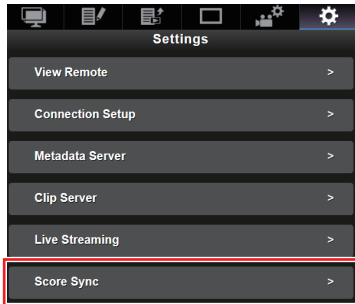 Settings
View Remote >
Connection Setup >
Metadata Server >
Clip Server >
Live Streaming >
Score Sync >